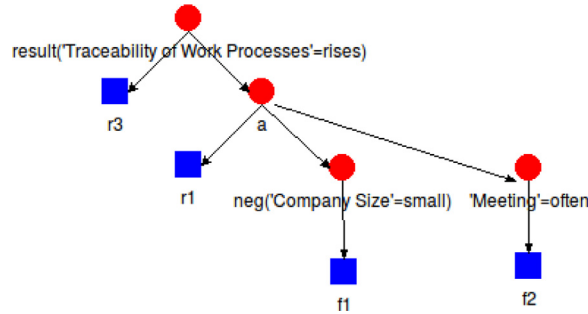 result('Traceability of Work Processes'=rises)
r3
a
r1
neg('Company Size'=small)
'Meeting'=often
f1
f2